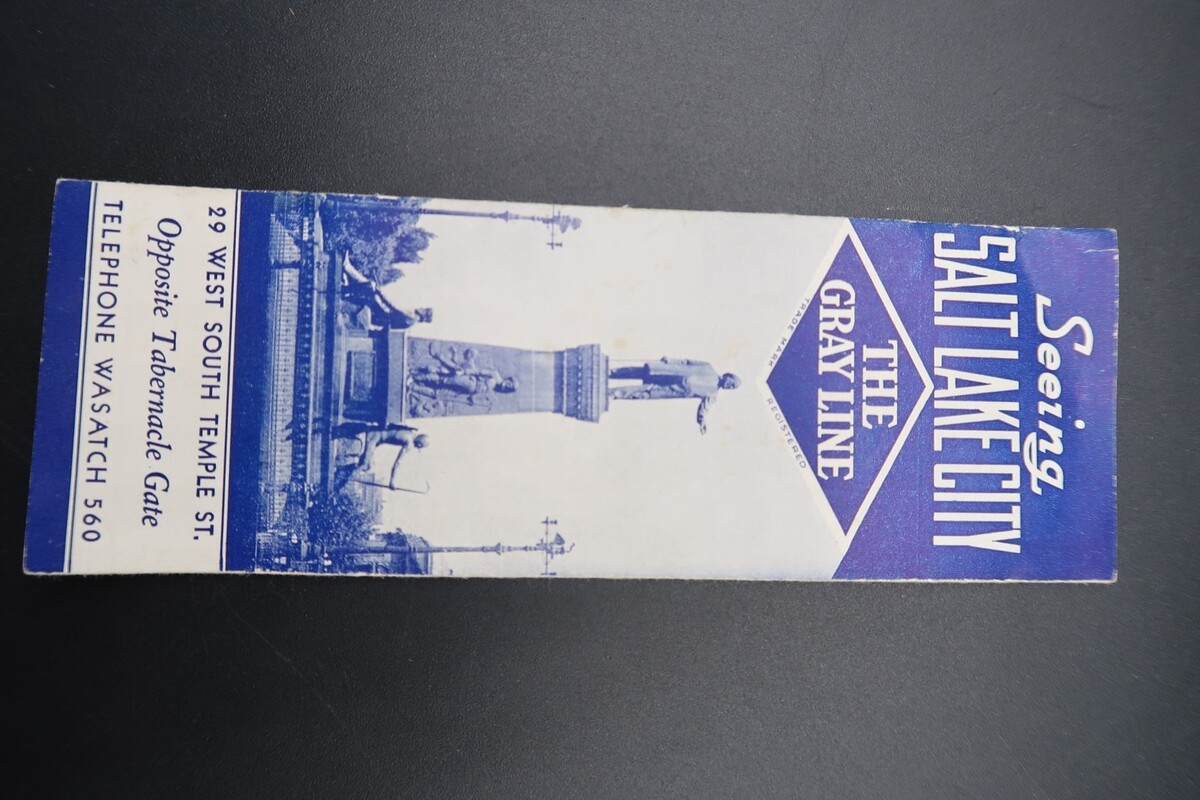 Seeing
SALT LAKE CITY
THE
GRAY LINE
TRADE MARK REGISTERED
29 WEST SOUTH TEMPLE ST.
Opposite Tabernacle Gate
TELEPHONE WASATCH 560